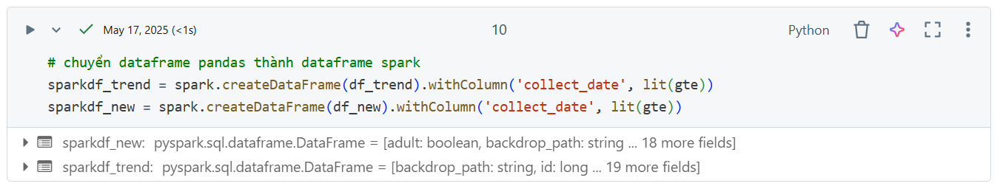 May 17, 2025 (<1s) 10 Python
# chuyển dataframe pandas thành dataframe spark
sparkdf_trend = spark.createDataFrame(df_trend).withColumn('collect_date', lit(gte))
sparkdf_new = spark.createDataFrame(df_new).withColumn('collect_date', lit(gte))
sparkdf_new: pyspark.sql.dataframe.DataFrame = [adult: boolean, backdrop_path: string ... 18 more fields]
sparkdf_trend: pyspark.sql.dataframe.DataFrame = [backdrop_path: string, id: long ... 19 more fields]